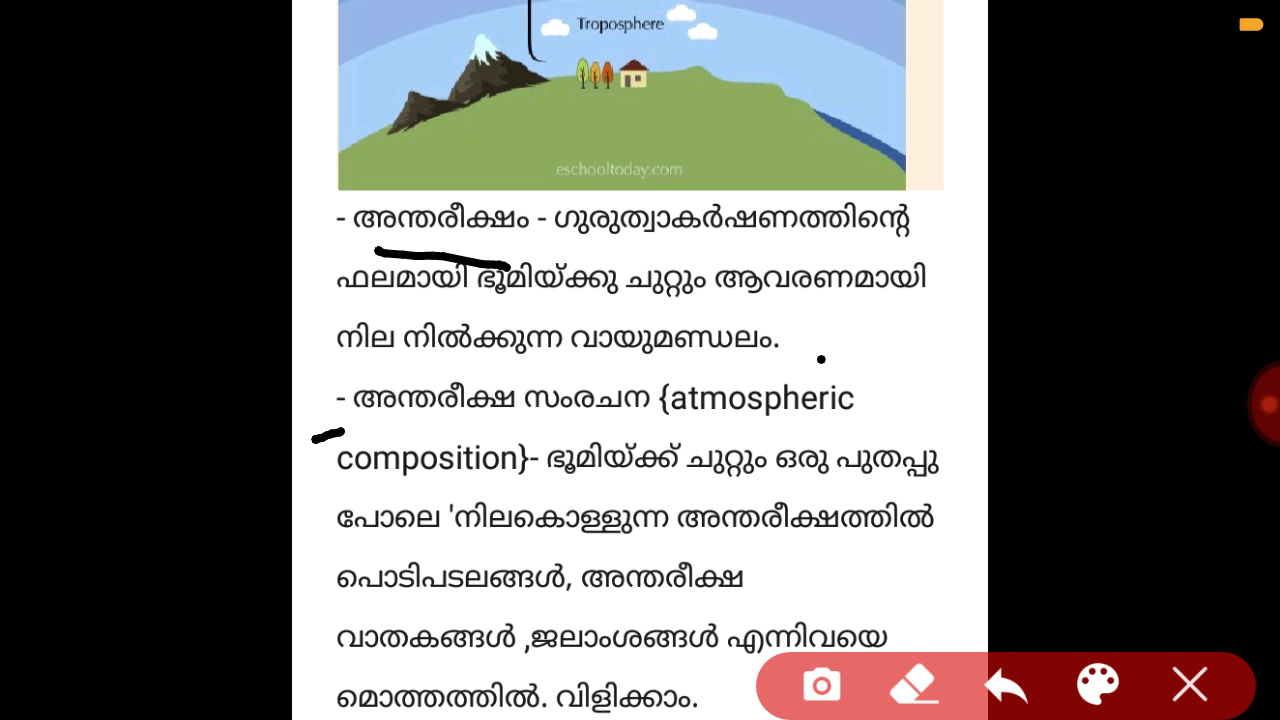 Troposphere
eschooltoday.com
- അന്തരീക്ഷം - ഗുരുത്വാകർഷണത്തിന്റെ
ഫലമായി ഭൂമിയ്ക്കു ചുറ്റും ആവരണമായി
നില നിൽക്കുന്ന വായുമണ്ഡലം.
- അന്തരീക്ഷ സംരചന {atmospheric
composition}- ഭൂമിയ്ക്ക് ചുറ്റും ഒരു പുതപ്പു
പോലെ 'നിലകൊള്ളുന്ന അന്തരീക്ഷത്തിൽ
പൊടിപടലങ്ങൾ, അന്തരീക്ഷ
വാതകങ്ങൾ ,ജലാംശങ്ങൾ എന്നിവയെ
മൊത്തത്തിൽ. വിളിക്കാം.